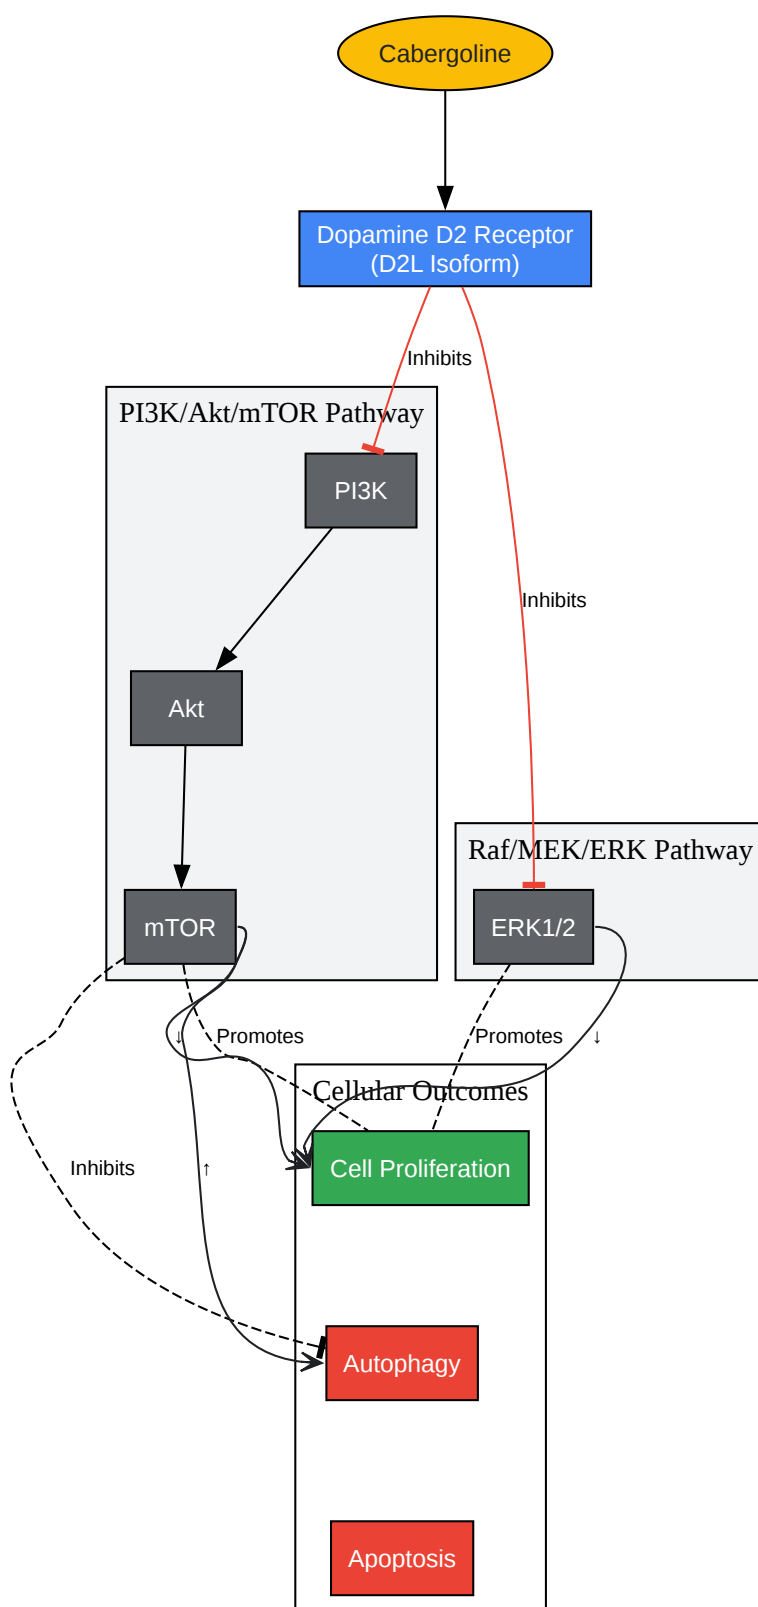 Cabergoline
Dopamine D2 Receptor
(D2L Isoform)
Inhibits
PI3K/Akt/mTOR Pathway
PI3K
Inhibits
Akt
Raf/MEK/ERK Pathway
mTOR
ERK1/2
↓
Promotes
Promotes
↓
Cellular Outcomes
Cell Proliferation
Inhibits
↑
Autophagy
Apoptosis